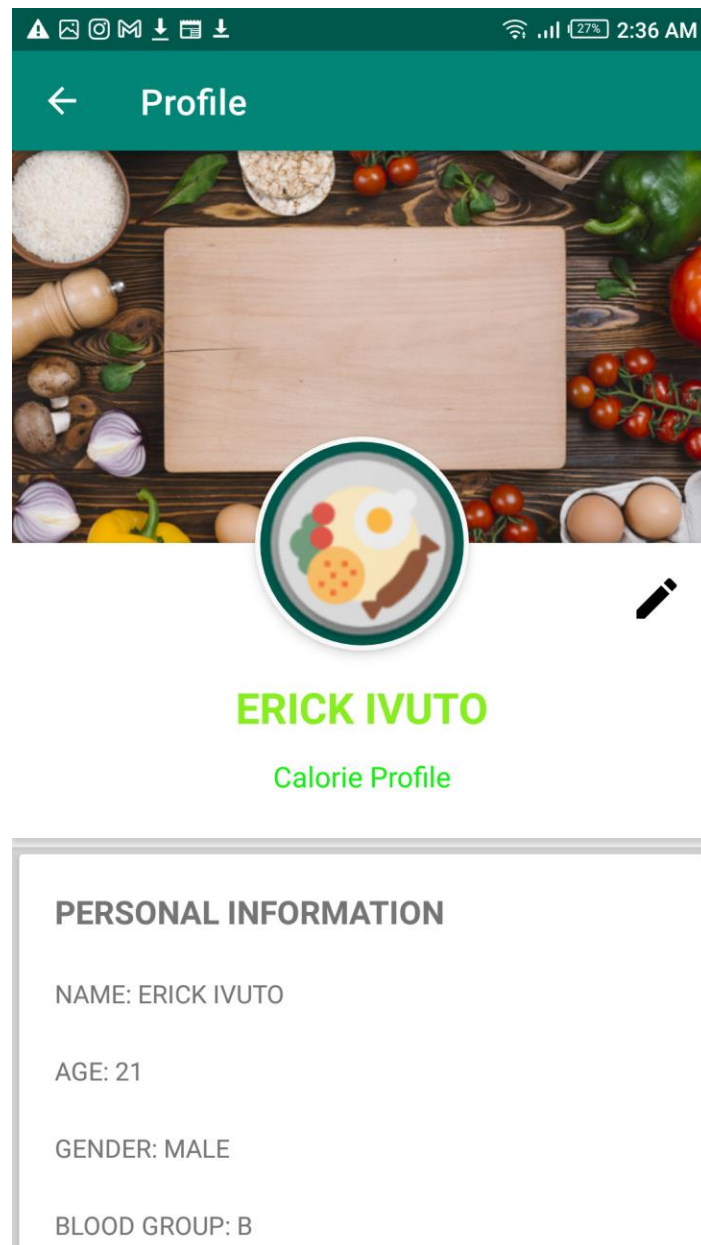 27% 2:36 AM
Profile
ERICK IVUTO
Calorie Profile
PERSONAL INFORMATION
NAME: ERICK IVUTO
AGE: 21
GENDER: MALE
BLOOD GROUP: B